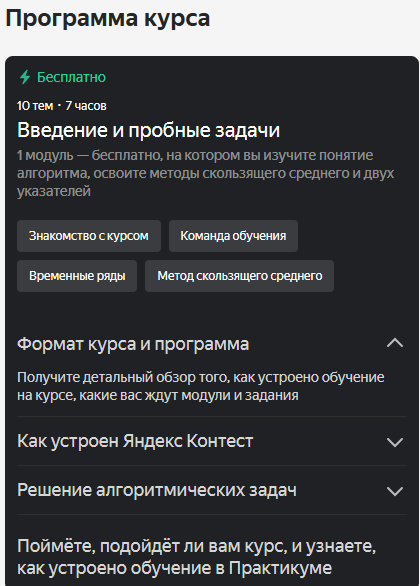 Программа курса
Бесплатно
10 тем • 7 часов
Введение и пробные задачи
1 модуль — бесплатно, на котором вы изучите понятие
алгоритма, освоите методы скользящего среднего и двух
указателей
Знакомство с курсом
Команда обучения
Временные ряды
Метод скользящего среднего
Формат курса и программа
Получите детальный обзор того, как устроено обучение
на курсе, какие вас ждут модули и задания
Как устроен Яндекс Контест
Решение алгоритмических задач
Поймёте, подойдёт ли вам курс, и узнаете,
как устроено обучение в Практикуме